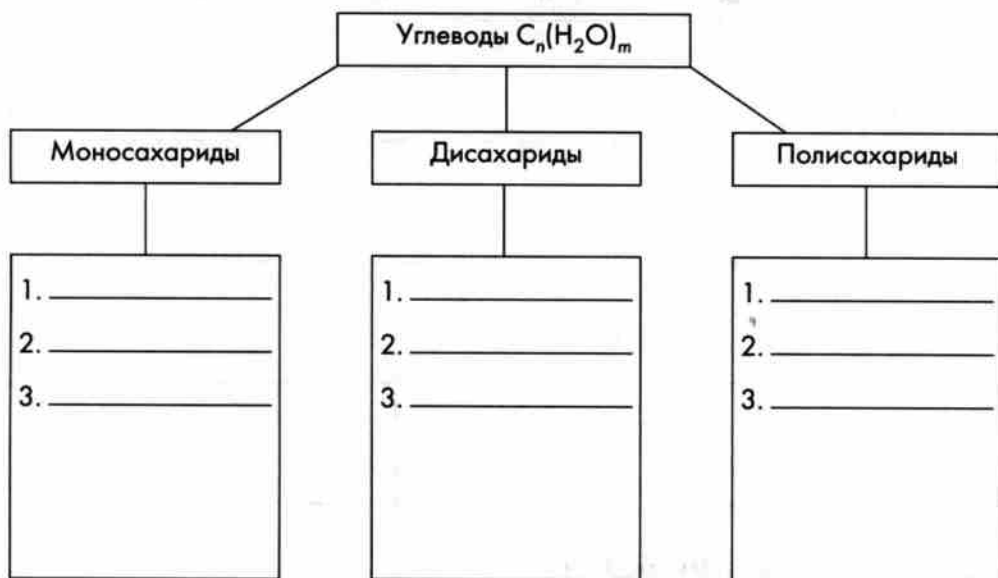 Углеводы Cₙ(H₂O)ₘ
Моносахариды
Дисахариды
Полисахариды
1.
2.
3.
1.
2.
3.
1.
2.
3.